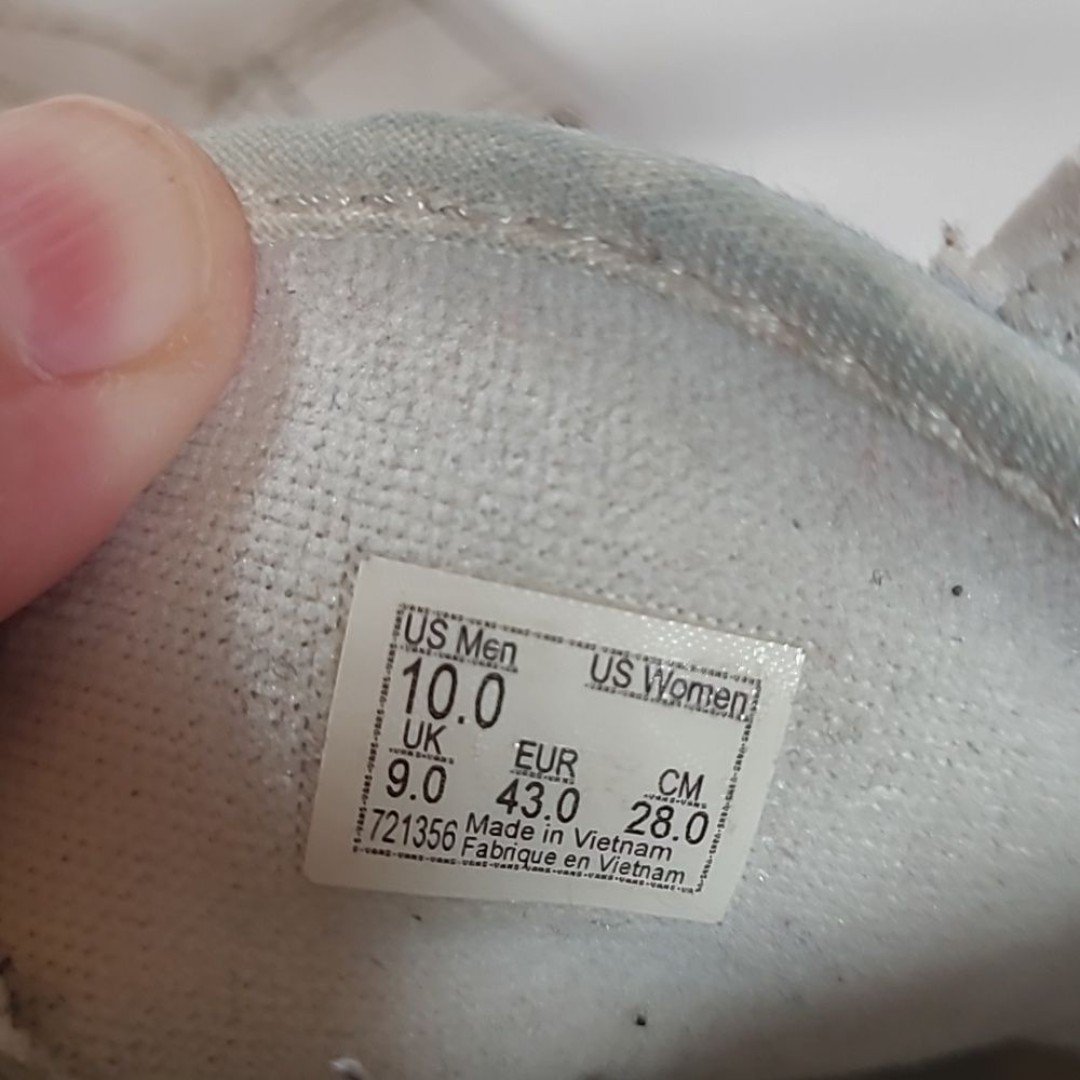 US Men US Women
10.0
UK EUR CM
9.0 43.0 28.0
721356 Made in Vietnam
Fabrique en Vietnam